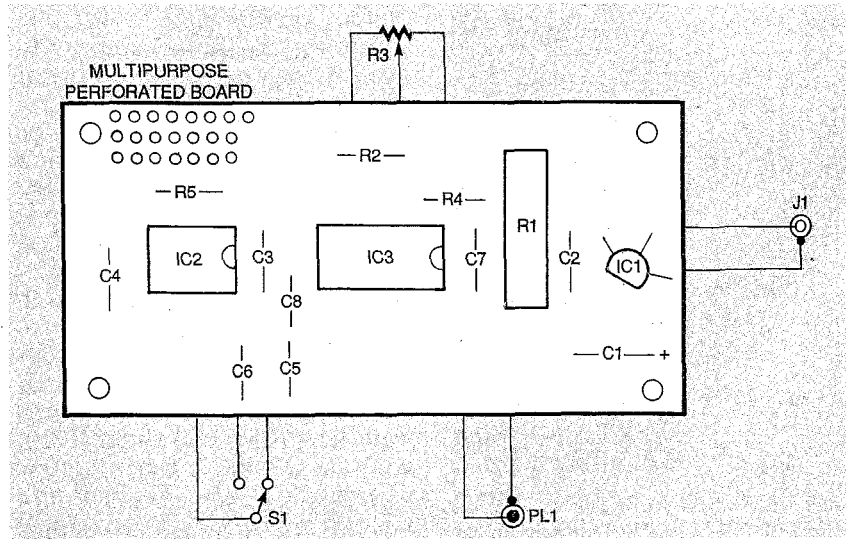 R3
MULTIPURPOSE
PERFORATED BOARD
R2
R5
R4
R1
J1
IC2
C3
IC3
C7
C2
IC1
C4
C8
C1 +
C6
C5
S1
PL1